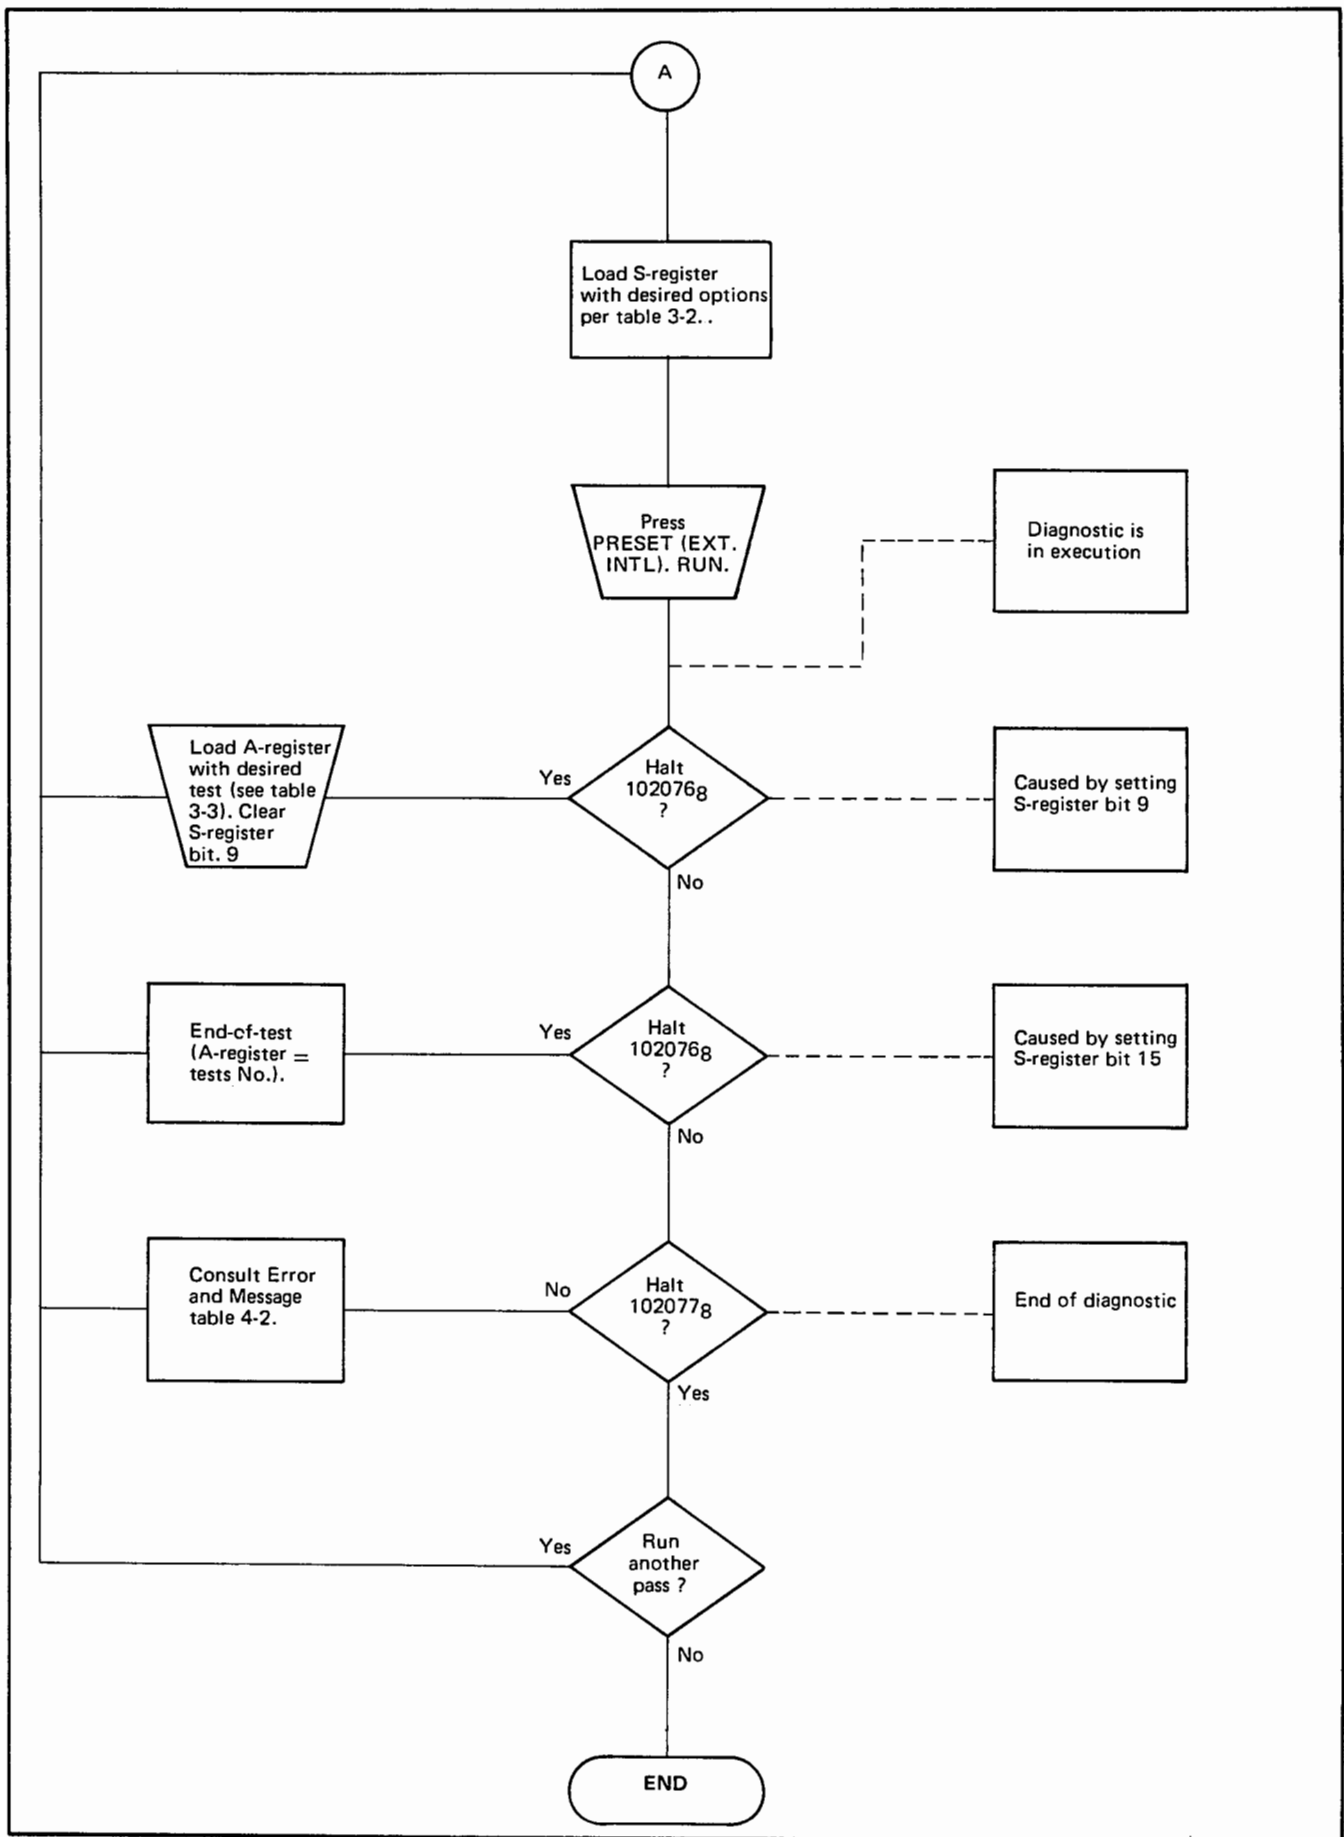 A
Load S-register
with desired options
per table 3-2. .
Press
PRESET (EXT.
INTL). RUN.
Diagnostic is
in execution
Load A-register
with desired
test (see table
3-3). Clear
S-register
bit. 9
Yes
Halt
1020768
?
No
Caused by setting
S-register bit 9
End-cf-test
(A-register =
tests No.).
Yes
Halt
1020768
?
No
Caused by setting
S-register bit 15
Consult Error
and Message
table 4-2.
No
Halt
1020778
?
Yes
End of diagnostic
Yes
Run
another
pass ?
No
END